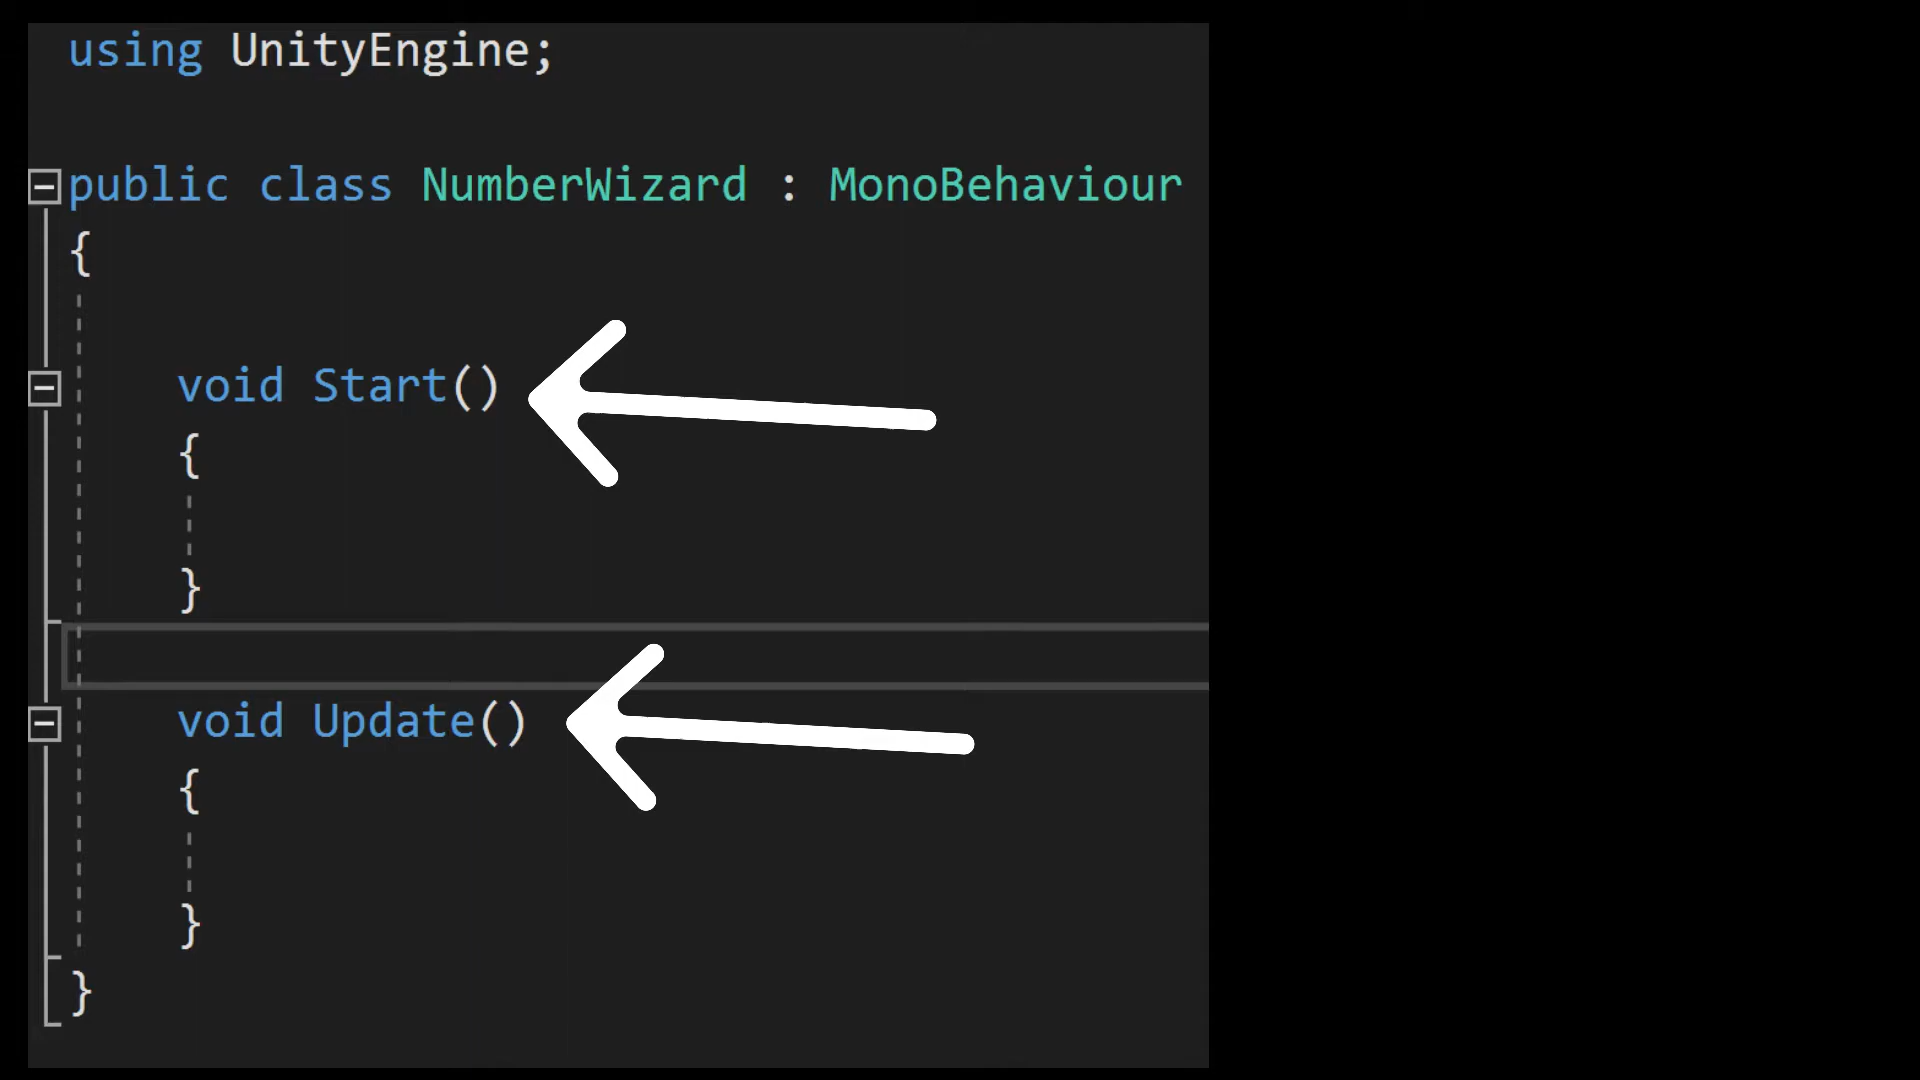 using UnityEngine;
public class NumberWizard : MonoBehaviour
{
void Start()
{
}
void Update()
{
}
}